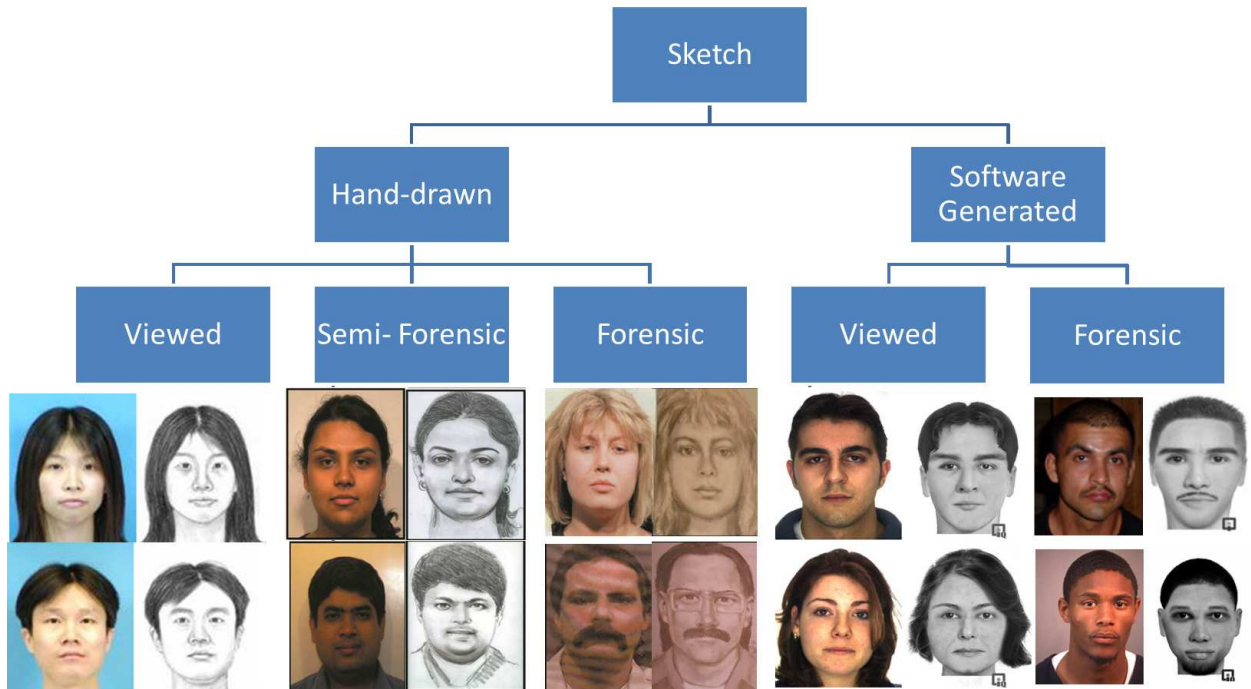 Sketch
Hand-drawn
Software
Generated
Viewed
Semi- Forensic
Forensic
Viewed
Forensic